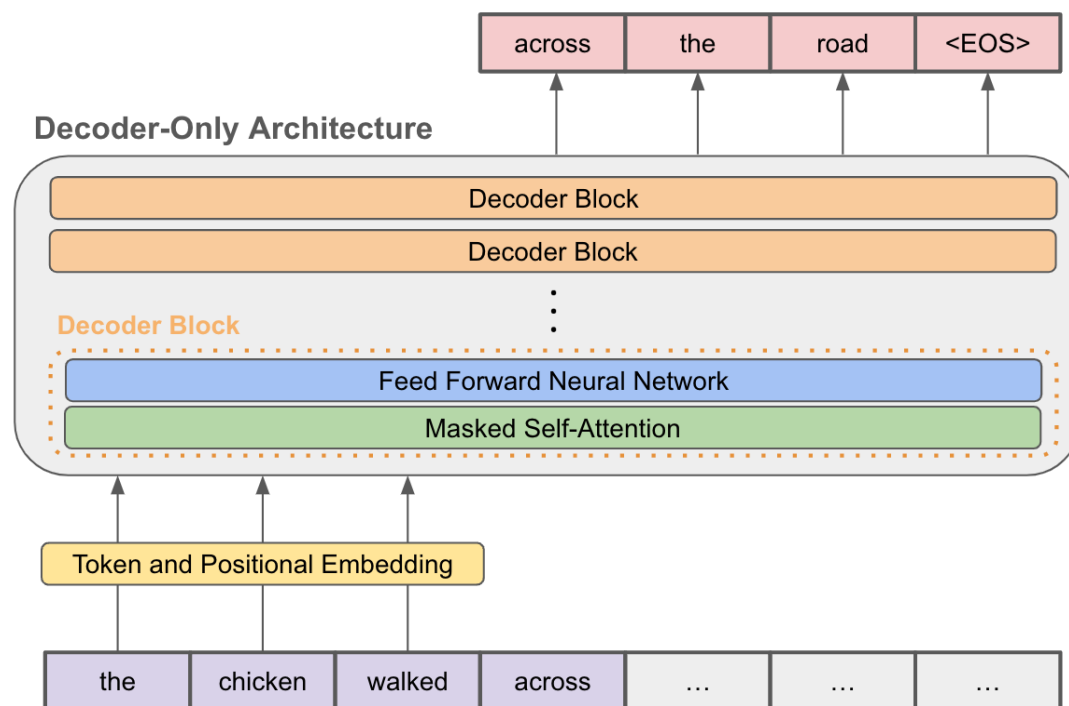 across the road <EOS>
Decoder-Only Architecture
Decoder Block
Decoder Block
Decoder Block
Feed Forward Neural Network
Masked Self-Attention
Token and Positional Embedding
the chicken walked across … … …